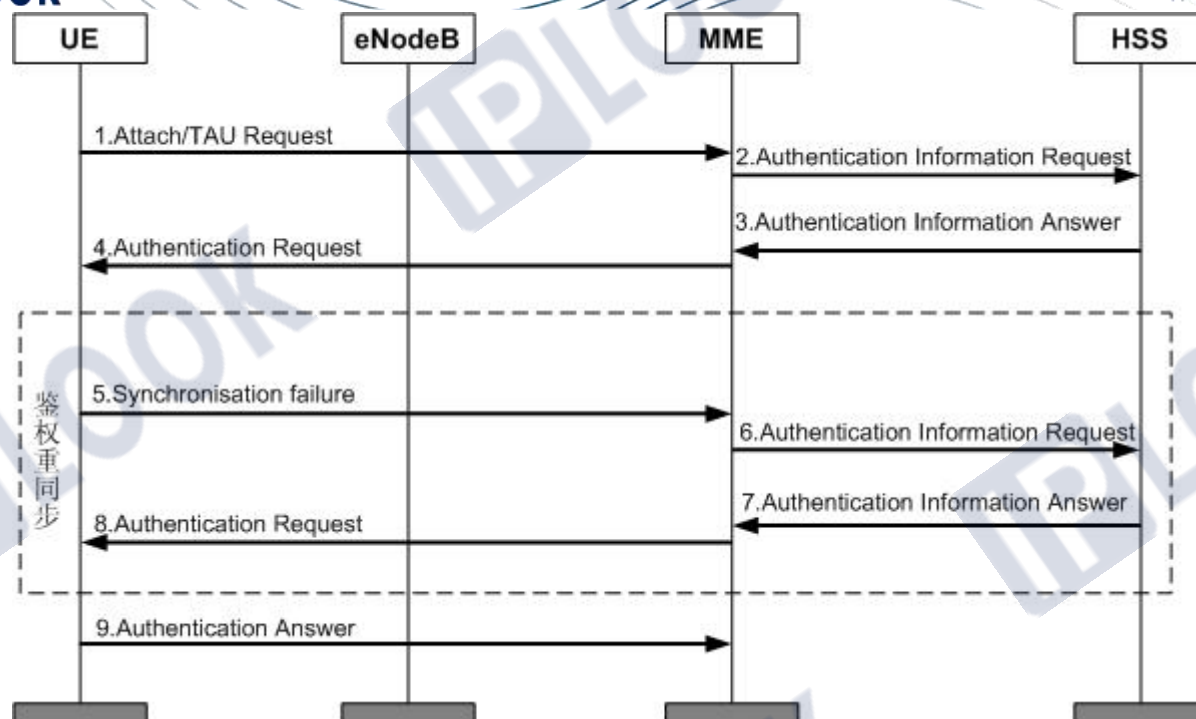 UE
eNodeB
MME
HSS
1.Attach/TAU Request
2.Authentication Information Request
3.Authentication Information Answer
4.Authentication Request
鉴权重同步
5.Synchronisation failure
6.Authentication Information Request
7.Authentication Information Answer
8.Authentication Request
9.Authentication Answer
IPLOOK